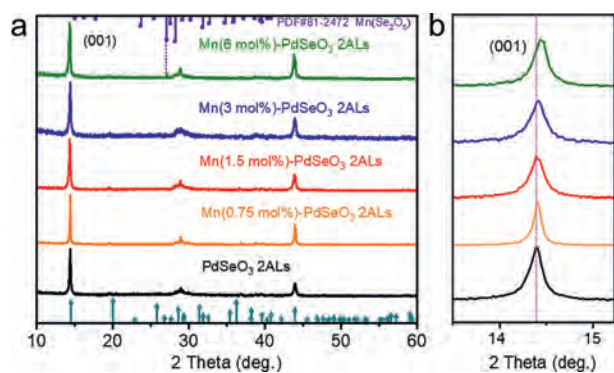 a
PDF#81-2472 Mn(Se₂O₅)
(001)
Mn(6 mol%)-PdSeO₃ 2ALs
Mn(3 mol%)-PdSeO₃ 2ALs
Mn(1.5 mol%)-PdSeO₃ 2ALs
Mn(0.75 mol%)-PdSeO₃ 2ALs
PdSeO₃ 2ALs
10 20 30 40 50 60
2 Theta (deg.)
b
(001)
14 15
2 Theta (deg.)